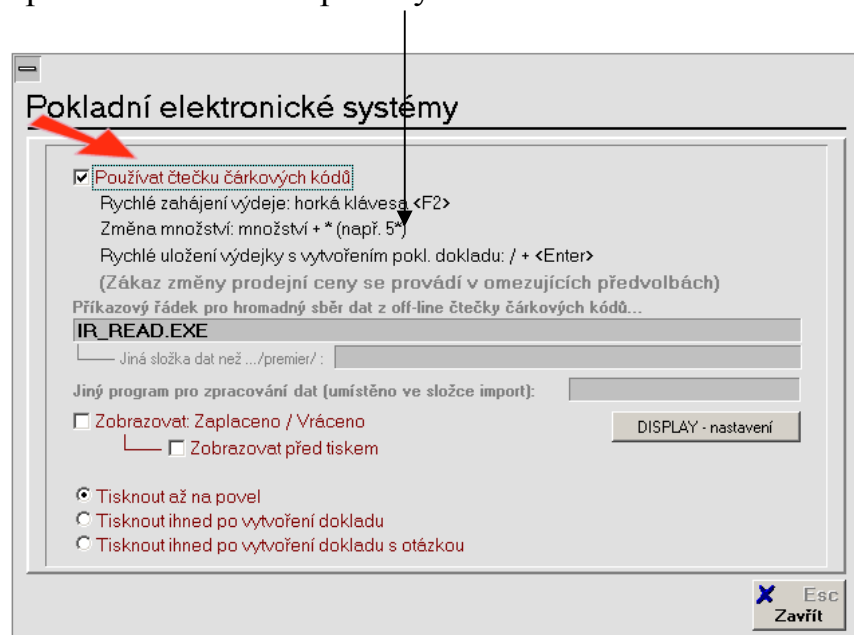 Pokladní elektronické systémy
Používat čtečku čárkových kódů
Rychlé zahájení výdeje: horká klávesa <F2>
Změna množství: množství + * (např. 5*)
Rychlé uložení výdejky s vytvořením pokl. dokladu: / + <Enter>
(Zákaz změny prodejní ceny se provádí v omezujících předvolbách)
Příkazový řádek pro hromadný sběr dat z off-line čtečky čárkových kódů...
IR_READ.EXE
Jiná složka dat než .../premier/ :
Jiný program pro zpracování dat (umístěno ve složce import):
Zobrazovat: Zaplaceno / Vráceno
DISPLAY - nastavení
Zobrazovat před tiskem
Tisknout až na povel
Tisknout ihned po vytvoření dokladu
Tisknout ihned po vytvoření dokladu s otázkou
Esc
Zavřít